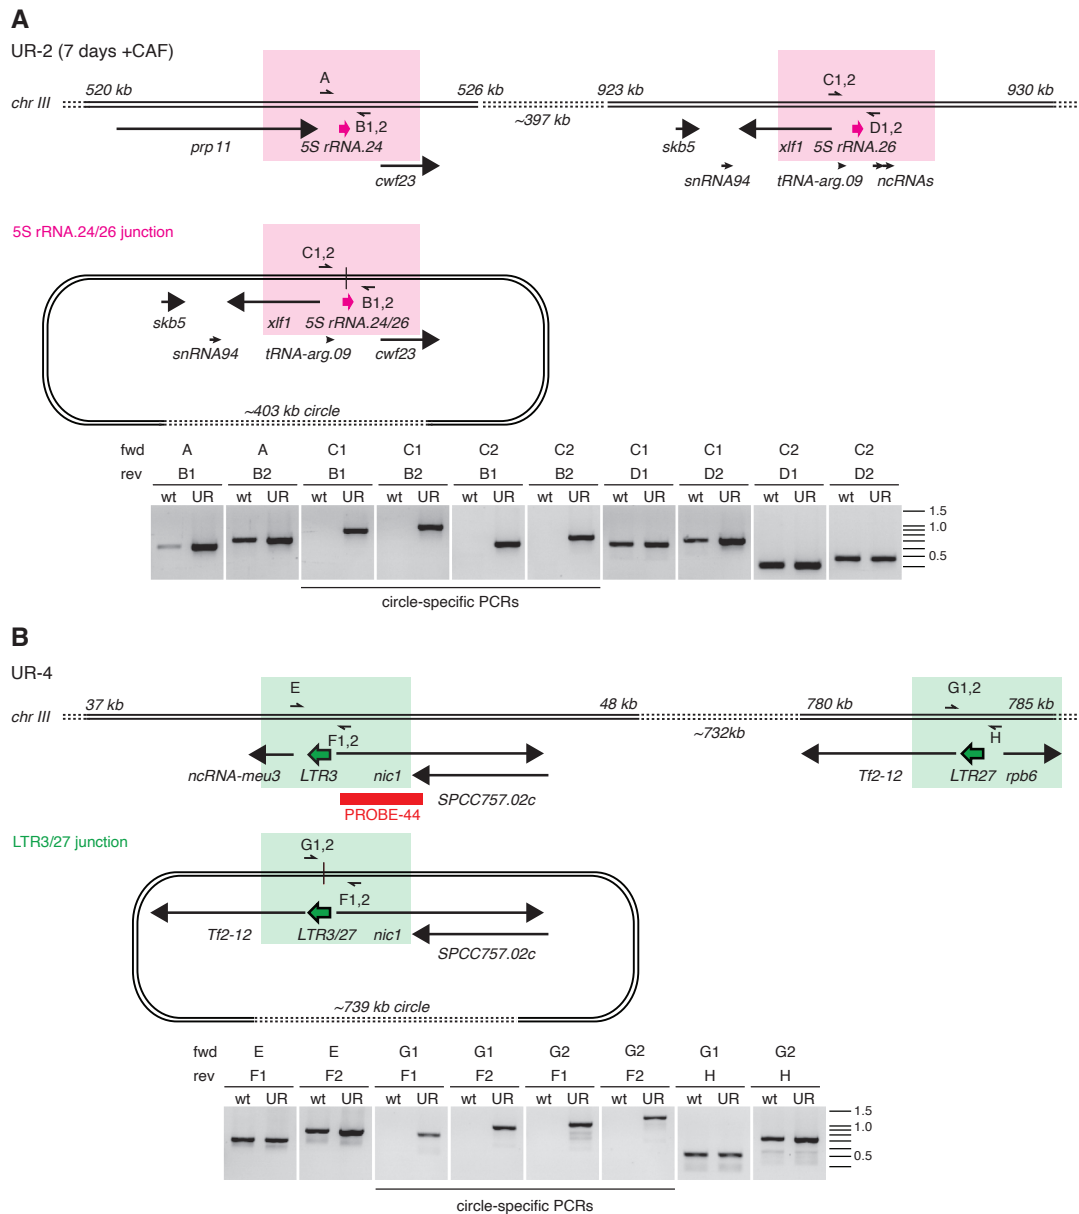 A
UR-2 (7 days +CAF)
520 kb A 526 kb 923 kb C1,2 930 kb
chr III
~397 kb
B1,2 D1,2
prp11 5S rRNA.24 skb5 xlf1 5S rRNA.26
cwf23 snRNA94 tRNA-arg.09 ncRNAs
5S rRNA.24/26 junction
C1,2
B1,2
skb5 xlf1 5S rRNA.24/26
snRNA94 tRNA-arg.09 cwf23
~403 kb circle
fwd A A C1 C1 C2 C2 C1 C1 C2 C2
rev B1 B2 B1 B2 B1 B2 D1 D2 D1 D2
wt UR wt UR wt UR wt UR wt UR wt UR wt UR wt UR wt UR wt UR
1.5
1.0
0.5
circle-specific PCRs
B
UR-4
37 kb E 48 kb 780 kb G1,2 785 kb
chr III
~732kb
F1,2 H
ncRNA-meu3 LTR3 nic1 Tf2-12 LTR27 rpb6
SPCC757.02c
PROBE-44
LTR3/27 junction
G1,2
F1,2
Tf2-12 LTR3/27 nic1
SPCC757.02c
~739 kb circle
fwd E E G1 G1 G2 G2 G1 G2
rev F1 F2 F1 F2 F1 F2 H H
wt UR wt UR wt UR wt UR wt UR wt UR wt UR wt UR
1.5
1.0
0.5
circle-specific PCRs